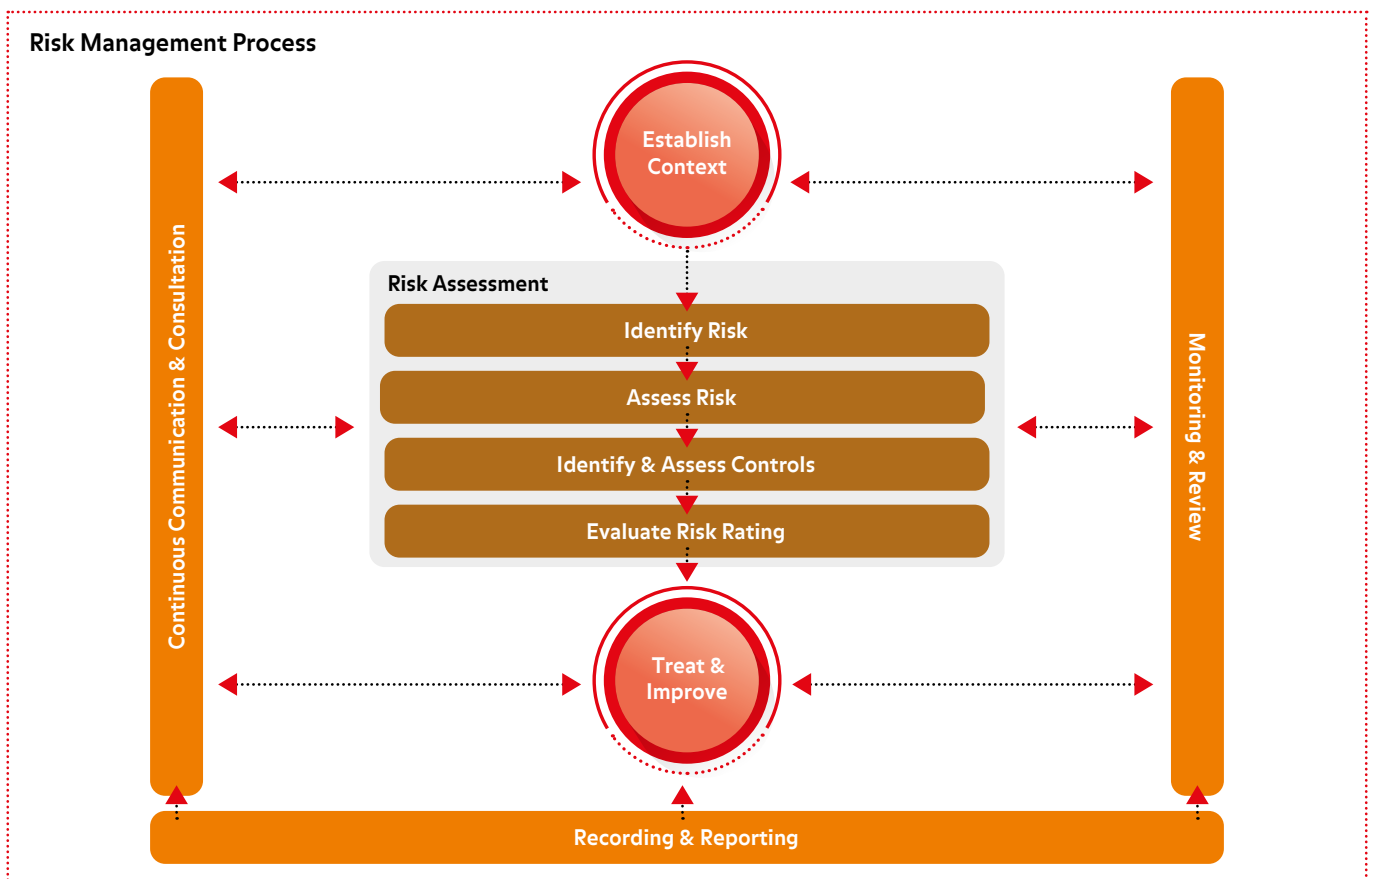 Risk Management Process
Establish
Context
Continuous Communication & Consultation
Risk Assessment
Identify Risk
Assess Risk
Identify & Assess Controls
Evaluate Risk Rating
Monitoring & Review
Treat &
Improve
Recording & Reporting